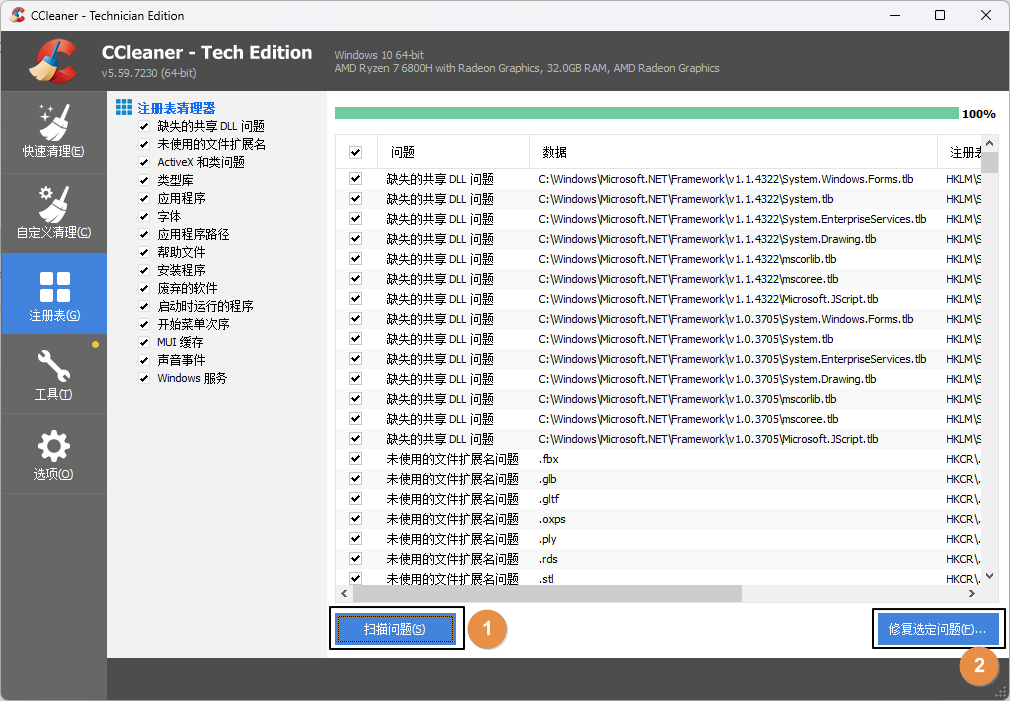 CCleaner - Technician Edition
CCleaner - Tech Edition
v5.59.7230 (64-bit)
Windows 10 64-bit
AMD Ryzen 7 6800H with Radeon Graphics, 32.0GB RAM, AMD Radeon Graphics
快速清理(E)
自定义清理(C)
注册表(G)
工具(T)
选项(O)
注册表清理器
缺失的共享 DLL 问题
未使用的文件扩展名
ActiveX 和类问题
类型库
应用程序
字体
应用程序路径
帮助文件
安装程序
废弃的软件
启动时运行的程序
开始菜单次序
MUI 缓存
声音事件
Windows 服务
100%
问题 数据 注册表
缺失的共享 DLL 问题 C:\Windows\Microsoft.NET\Framework\v1.1.4322\System.Windows.Forms.tlb HKLM\S
缺失的共享 DLL 问题 C:\Windows\Microsoft.NET\Framework\v1.1.4322\System.tlb HKLM\S
缺失的共享 DLL 问题 C:\Windows\Microsoft.NET\Framework\v1.1.4322\System.EnterpriseServices.tlb HKLM\S
缺失的共享 DLL 问题 C:\Windows\Microsoft.NET\Framework\v1.1.4322\System.Drawing.tlb HKLM\S
缺失的共享 DLL 问题 C:\Windows\Microsoft.NET\Framework\v1.1.4322\mscorlib.tlb HKLM\S
缺失的共享 DLL 问题 C:\Windows\Microsoft.NET\Framework\v1.1.4322\mscoree.tlb HKLM\S
缺失的共享 DLL 问题 C:\Windows\Microsoft.NET\Framework\v1.1.4322\Microsoft.JScript.tlb HKLM\S
缺失的共享 DLL 问题 C:\Windows\Microsoft.NET\Framework\v1.0.3705\System.Windows.Forms.tlb HKLM\S
缺失的共享 DLL 问题 C:\Windows\Microsoft.NET\Framework\v1.0.3705\System.tlb HKLM\S
缺失的共享 DLL 问题 C:\Windows\Microsoft.NET\Framework\v1.0.3705\System.EnterpriseServices.tlb HKLM\S
缺失的共享 DLL 问题 C:\Windows\Microsoft.NET\Framework\v1.0.3705\System.Drawing.tlb HKLM\S
缺失的共享 DLL 问题 C:\Windows\Microsoft.NET\Framework\v1.0.3705\mscorlib.tlb HKLM\S
缺失的共享 DLL 问题 C:\Windows\Microsoft.NET\Framework\v1.0.3705\mscoree.tlb HKLM\S
缺失的共享 DLL 问题 C:\Windows\Microsoft.NET\Framework\v1.0.3705\Microsoft.JScript.tlb HKLM\S
未使用的文件扩展名问题 .fbx HKCR\.
未使用的文件扩展名问题 .glb HKCR\.
未使用的文件扩展名问题 .gltf HKCR\.
未使用的文件扩展名问题 .oxps HKCR\.
未使用的文件扩展名问题 .ply HKCR\.
未使用的文件扩展名问题 .rds HKCR\.
未使用的文件扩展名问题 .stl HKCR\.
扫描问题(S) 1 修复选定问题(F)...
2